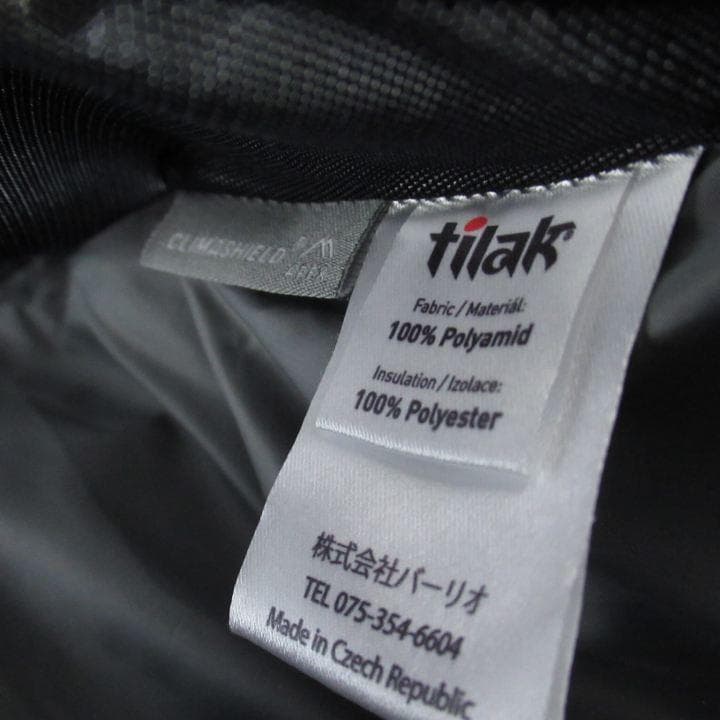 CLIMASHIELD
APEX
tilak
Fabric / Materiál:
100% Polyamid
Insulation / Izolace:
100% Polyester
株式会社バーリオ
TEL 075-354-6604
Made in Czech Republic